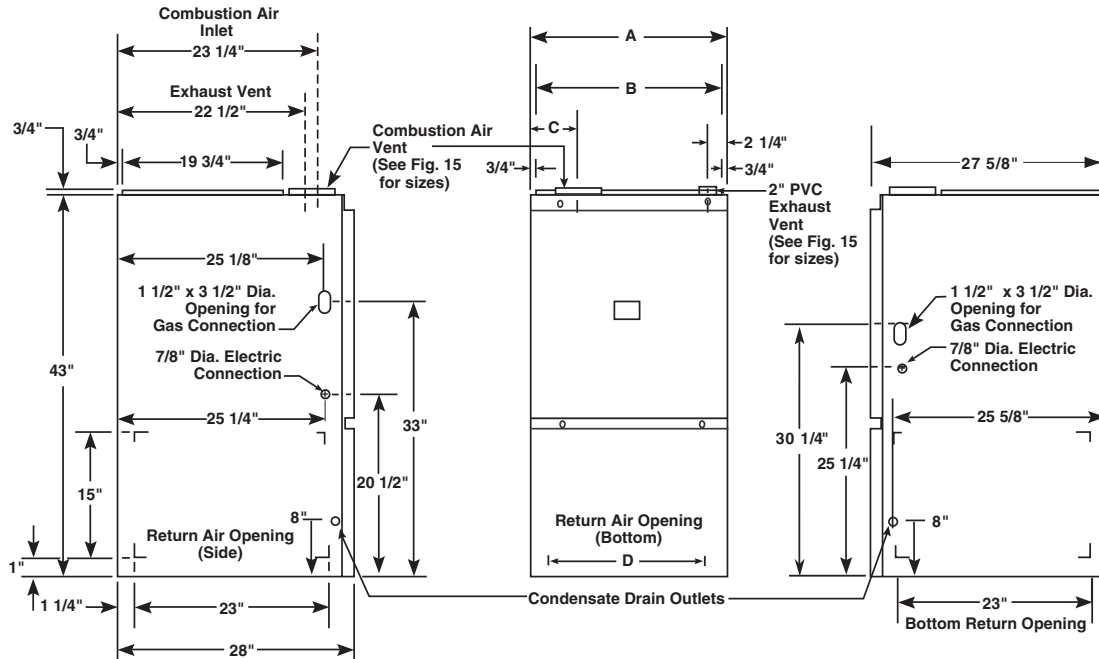 Combustion Air
Inlet
23 1/4"
Exhaust Vent
22 1/2"
3/4"
3/4"
19 3/4"
Combustion Air
Vent
(See Fig. 15
for sizes)
25 1/8"
1 1/2" x 3 1/2" Dia.
Opening for
Gas Connection
7/8" Dia. Electric
Connection
43"
25 1/4"
33"
20 1/2"
15"
8"
Return Air Opening
(Side)
1"
1 1/4"
23"
28"
A
B
C
2 1/4"
3/4"
3/4"
2" PVC
Exhaust
Vent
(See Fig. 15
for sizes)
Return Air Opening
(Bottom)
D
Condensate Drain Outlets
27 5/8"
1 1/2" x 3 1/2" Dia.
Opening for
Gas Connection
7/8" Dia. Electric
Connection
25 5/8"
30 1/4"
25 1/4"
8"
23"
Bottom Return Opening